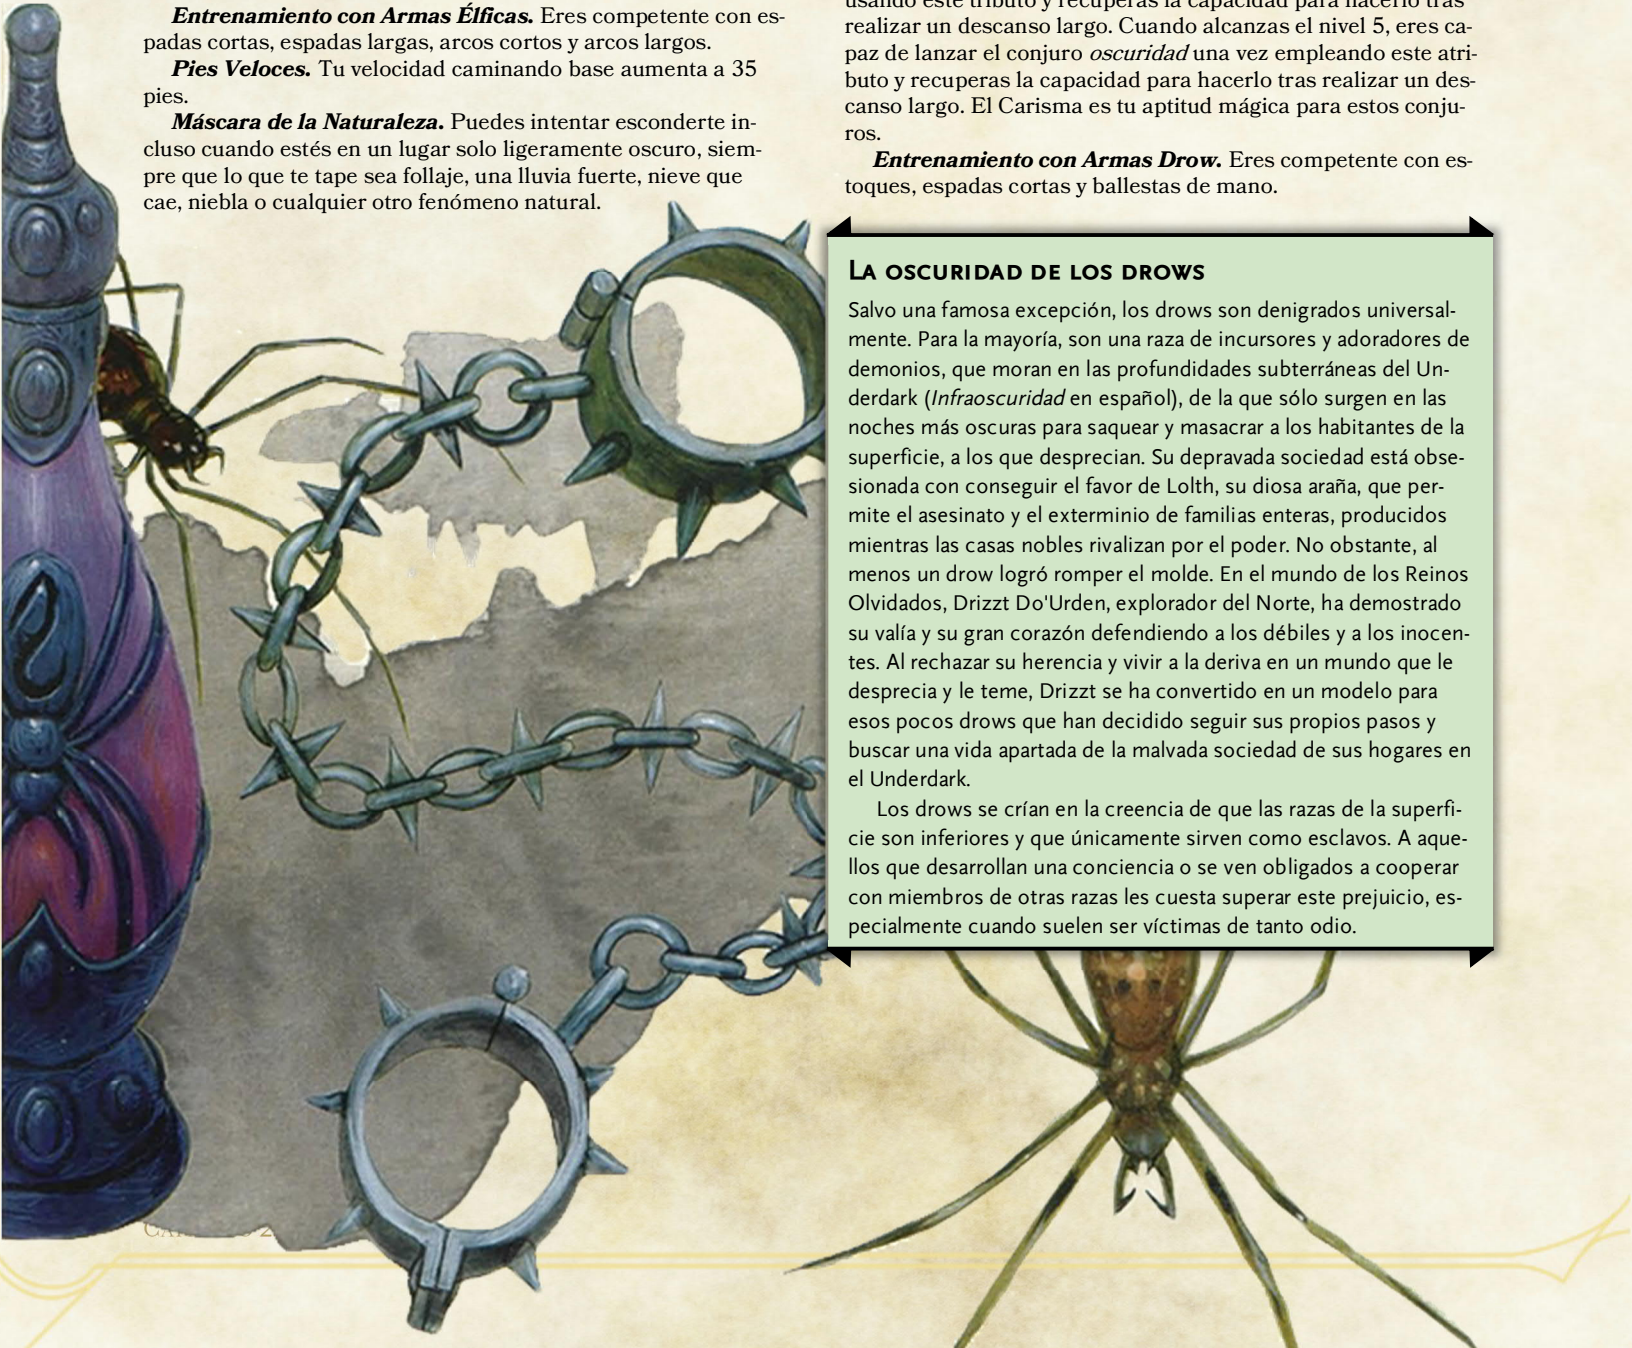 Entrenamiento con Armas Élficas. Eres competente con es-
padas cortas, espadas largas, arcos cortos y arcos largos.
Pies Veloces. Tu velocidad caminando base aumenta a 35
pies.
Máscara de la Naturaleza. Puedes intentar esconderte in-
cluso cuando estés en un lugar solo ligeramente oscuro, siem-
pre que lo que te tape sea follaje, una lluvia fuerte, nieve que
cae, niebla o cualquier otro fenómeno natural.
usando este tributo y recuperas la capacidad para hacerlo tras
realizar un descanso largo. Cuando alcanzas el nivel 5, eres ca-
paz de lanzar el conjuro oscuridad una vez empleando este atri-
buto y recuperas la capacidad para hacerlo tras realizar un des-
canso largo. El Carisma es tu aptitud mágica para estos conju-
ros.
Entrenamiento con Armas Drow. Eres competente con es-
toques, espadas cortas y ballestas de mano.
La oscuridad de los drows
Salvo una famosa excepción, los drows son denigrados universal-
mente. Para la mayoría, son una raza de incursores y adoradores de
demonios, que moran en las profundidades subterráneas del Un-
derdark (Infraoscuridad en español), de la que sólo surgen en las
noches más oscuras para saquear y masacrar a los habitantes de la
superficie, a los que desprecian. Su depravada sociedad está obse-
sionada con conseguir el favor de Lolth, su diosa araña, que per-
mite el asesinato y el exterminio de familias enteras, producidos
mientras las casas nobles rivalizan por el poder. No obstante, al
menos un drow logró romper el molde. En el mundo de los Reinos
Olvidados, Drizzt Do'Urden, explorador del Norte, ha demostrado
su valía y su gran corazón defendiendo a los débiles y a los inocen-
tes. Al rechazar su herencia y vivir a la deriva en un mundo que le
desprecia y le teme, Drizzt se ha convertido en un modelo para
esos pocos drows que han decidido seguir sus propios pasos y
buscar una vida apartada de la malvada sociedad de sus hogares en
el Underdark.
Los drows se crían en la creencia de que las razas de la superfi-
cie son inferiores y que únicamente sirven como esclavos. A aque-
llos que desarrollan una conciencia o se ven obligados a cooperar
con miembros de otras razas les cuesta superar este prejuicio, es-
pecialmente cuando suelen ser víctimas de tanto odio.